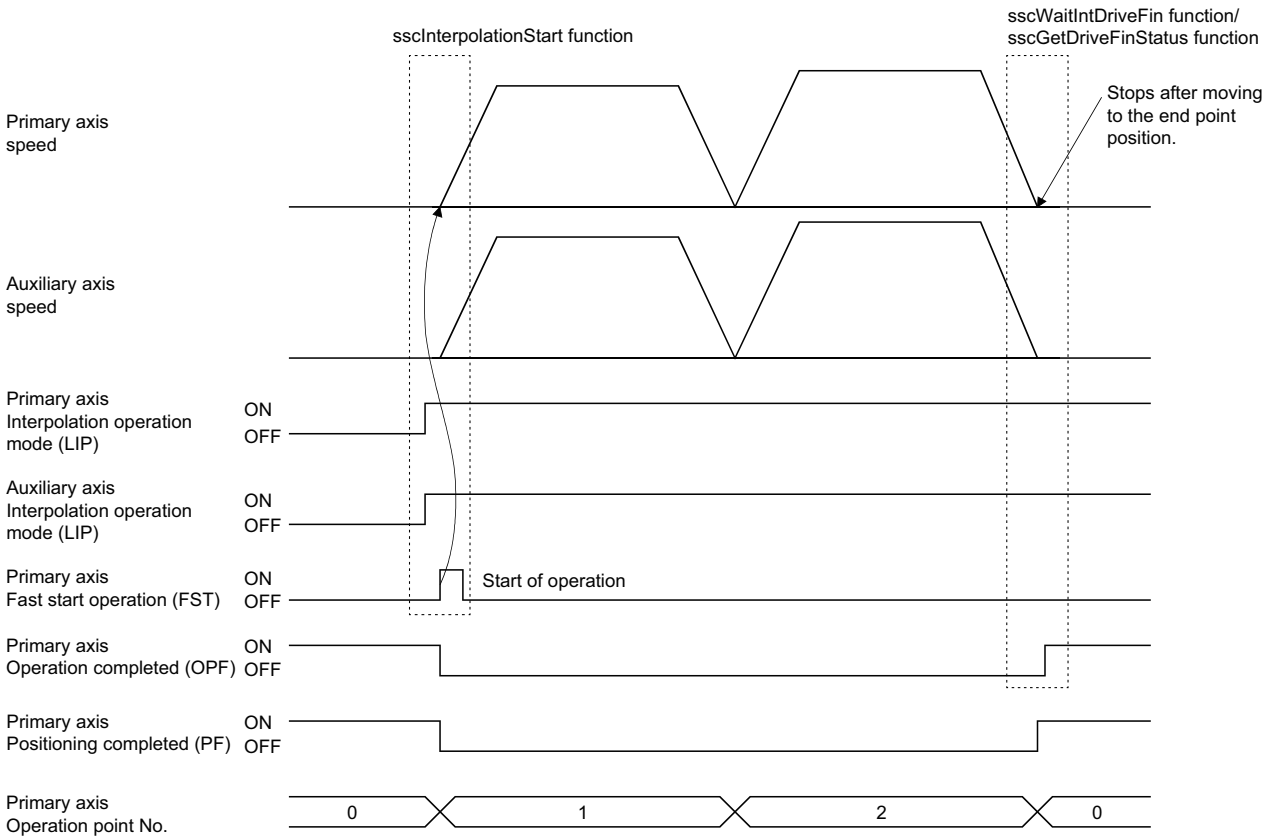 sscInterpolationStart function
sscWaitIntDriveFin function/
sscGetDriveFinStatus function
Stops after moving
to the end point
position.
Primary axis
speed
Auxiliary axis
speed
Primary axis
Interpolation operation
mode (LIP)
ON
OFF
Auxiliary axis
Interpolation operation
mode (LIP)
ON
OFF
Primary axis
Fast start operation (FST)
ON
OFF
Start of operation
Primary axis
Operation completed (OPF)
ON
OFF
Primary axis
Positioning completed (PF)
ON
OFF
Primary axis
Operation point No.
0
1
2
0